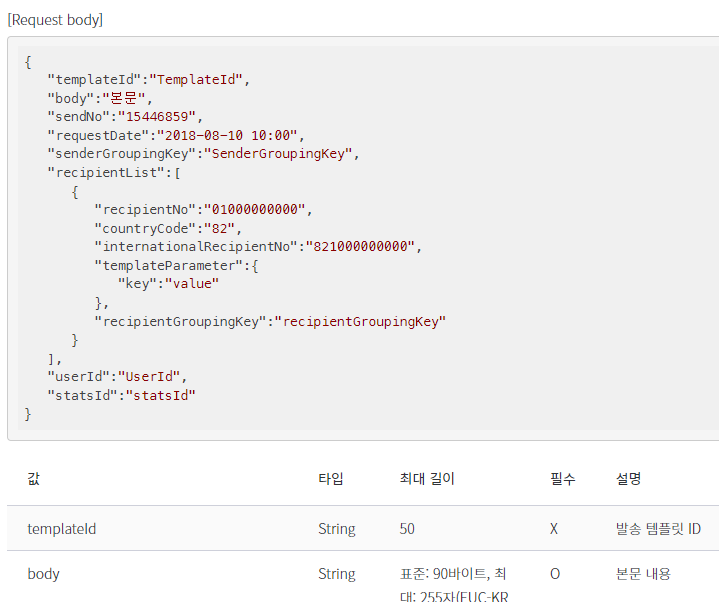 [Request body]
{
"templateId":"TemplateId",
"body":"본문",
"sendNo":"15446859",
"requestDate":"2018-08-10 10:00",
"senderGroupingKey":"SenderGroupingKey",
"recipientList":[
{
"recipientNo":"01000000000",
"countryCode":"82",
"internationalRecipientNo":"821000000000",
"templateParameter":{
"key":"value"
},
"recipientGroupingKey":"recipientGroupingKey"
}
],
"userId":"UserId",
"statsId":"statsId"
}
값 타입 최대 길이 필수 설명
templateId String 50 X 발송 템플릿 ID
body String 표준: 90바이트, 최 O 본문 내용
대: 255자(EUC-KR